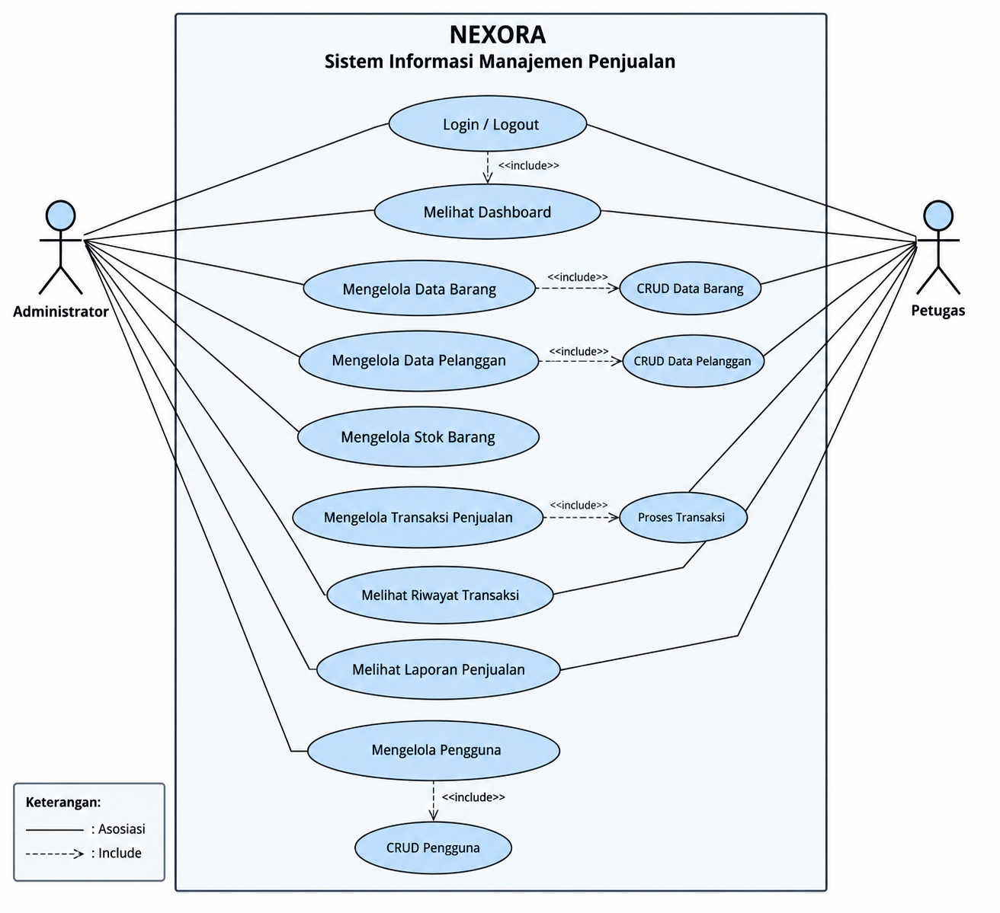 NEXORA
Sistem Informasi Manajemen Penjualan
Login / Logout
<<include>>
Melihat Dashboard
Administrator
Petugas
Mengelola Data Barang
<<include>>
CRUD Data Barang
Mengelola Data Pelanggan
<<include>>
CRUD Data Pelanggan
Mengelola Stok Barang
Mengelola Transaksi Penjualan
<<include>>
Proses Transaksi
Melihat Riwayat Transaksi
Melihat Laporan Penjualan
Mengelola Pengguna
<<include>>
CRUD Pengguna
Keterangan:
: Asosiasi
: Include